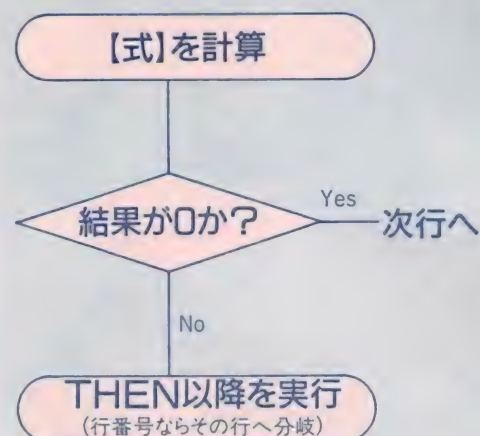 【式】を計算
結果が0か？
Yes
次行へ
No
THEN以降を実行
(行番号ならその行へ分岐)